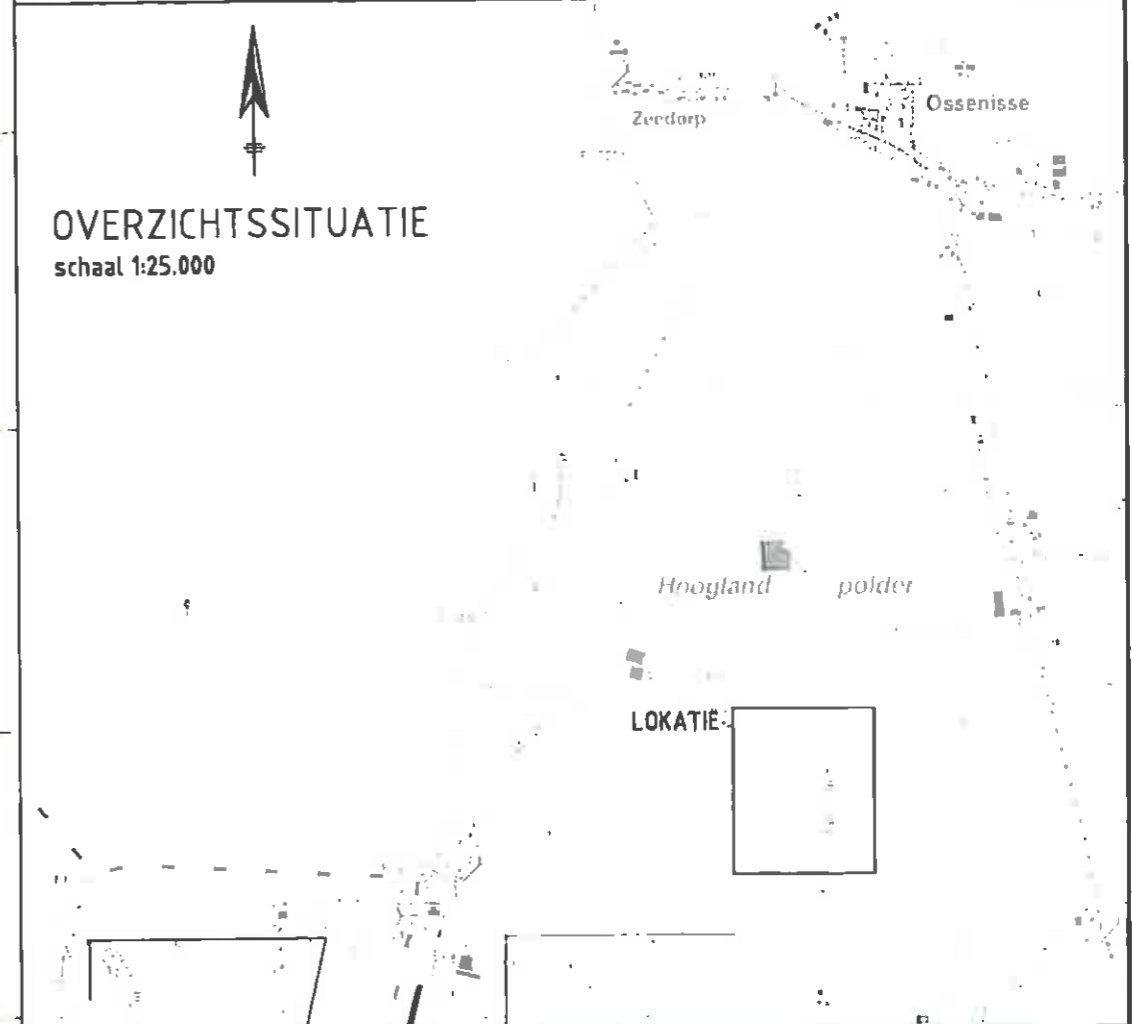 Ossenisse
Zeedorp
OVERZICHTSSITUATIE
schaal 1:25.000
Hoogland polder
LOKATIE